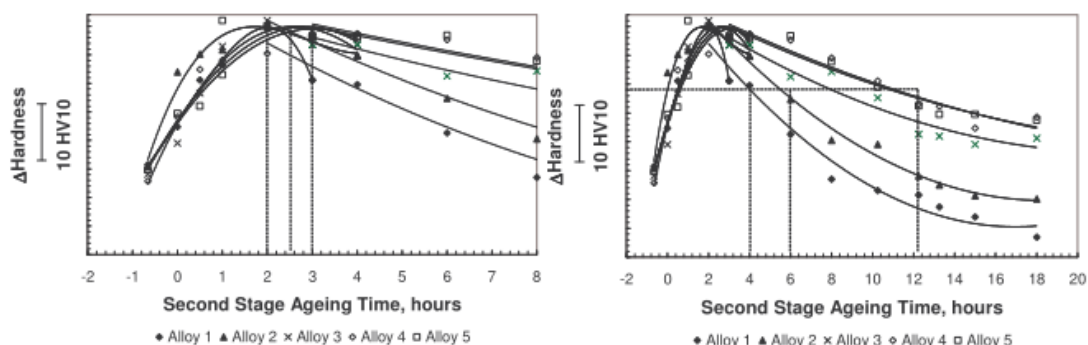 ΔHardness
10 HV10
-2 -1 0 1 2 3 4 5 6 7 8
Second Stage Ageing Time, hours
◆ Alloy 1 ▲ Alloy 2 × Alloy 3 ◇ Alloy 4 □ Alloy 5
ΔHardness
10 HV10
-2 0 2 4 6 8 10 12 14 16 18 20
Second Stage Ageing Time, hours
◆ Alloy 1 ▲ Alloy 2 × Alloy 3 ◇ Alloy 4 □ Alloy 5